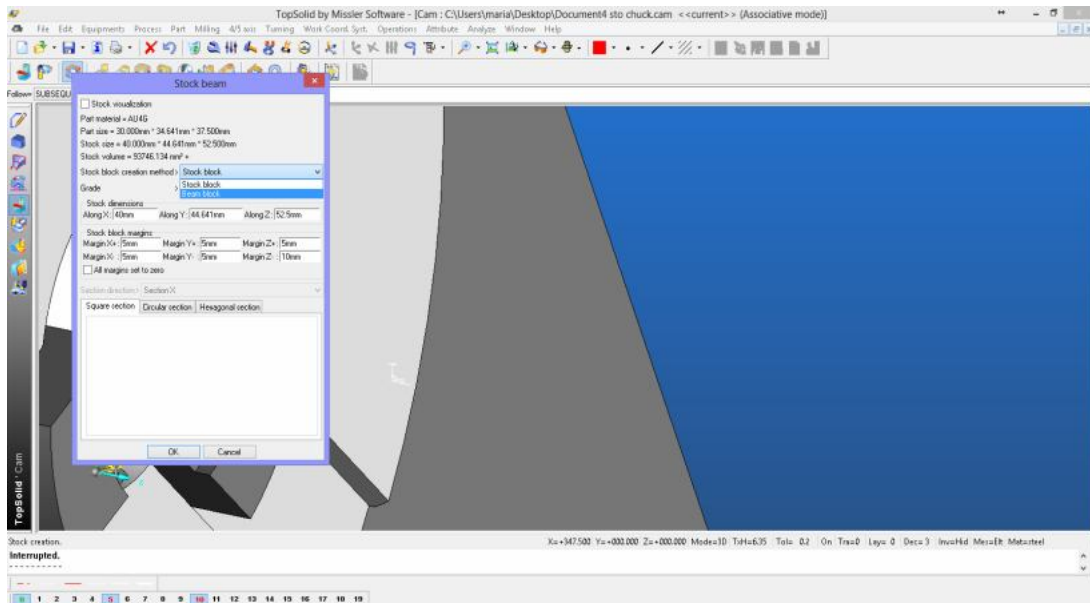 TopSolid by Missler Software - [Cam : C:\Users\maria\Desktop\Document4 sto chuck.cam <<current>> (Associative mode)]
File Edit Equipments Process Part Milling 4/5 axis Turning Work Coord. Syst. Operations Attribute Analyze Window Help
Follow= SUBSEQU
Stock beam
Stock visualization
Part material = AU4G
Part size = 30.000mm * 34.641mm * 37.500mm
Stock size = 40.000mm * 44.641mm * 52.500mm
Stock volume = 93746.134 mm³ +
Stock block creation method> Stock block
Stock block
Grade >
Beam block
Stock dimensions
Along X: 40mm Along Y: 44.641mm Along Z: 52.5mm
Stock block margins
Margin X+ : 5mm Margin Y+ : 5mm Margin Z+ : 5mm
Margin X- : 5mm Margin Y- : 5mm Margin Z- : 10mm
All margins set to zero
Section direction> Section X
Square section Circular section Hexagonal section
OK Cancel
TopSolid'Cam
Stock creation.
X=+347.500 Y=+000.000 Z=+000.000 Mode=3D TrH=6.35 Tol= 0.2 On Tra=0 Lay= 0 Dec= 3 Inv=Hid Mes=Elt Mat=steel
Interrupted.
----------
0 1 2 3 4 5 6 7 8 9 10 11 12 13 14 15 16 17 18 19